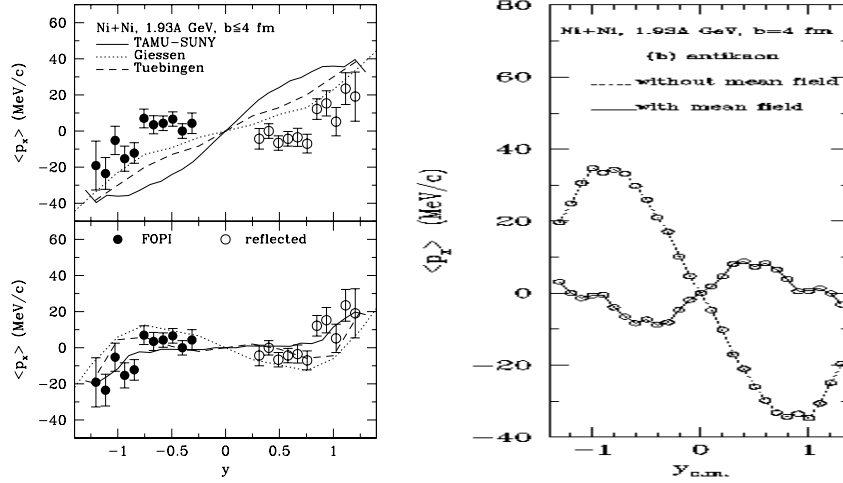 Ni+Ni, 1.93A GeV, b≤4 fm
TAMU-SUNY
Giessen
Tuebingen
<pₓ> (MeV/c)
60
40
20
0
-20
-40
FOPI
reflected
<pₓ> (MeV/c)
60
40
20
0
-20
-40
-1
-0.5
0
0.5
1
y
Ni+Ni, 1.93A GeV, b=4 fm
(b) antikaon
without mean field
with mean field
<pₓ> (MeV/c)
80
60
40
20
0
-20
-40
-1
0
1
y_c.m.